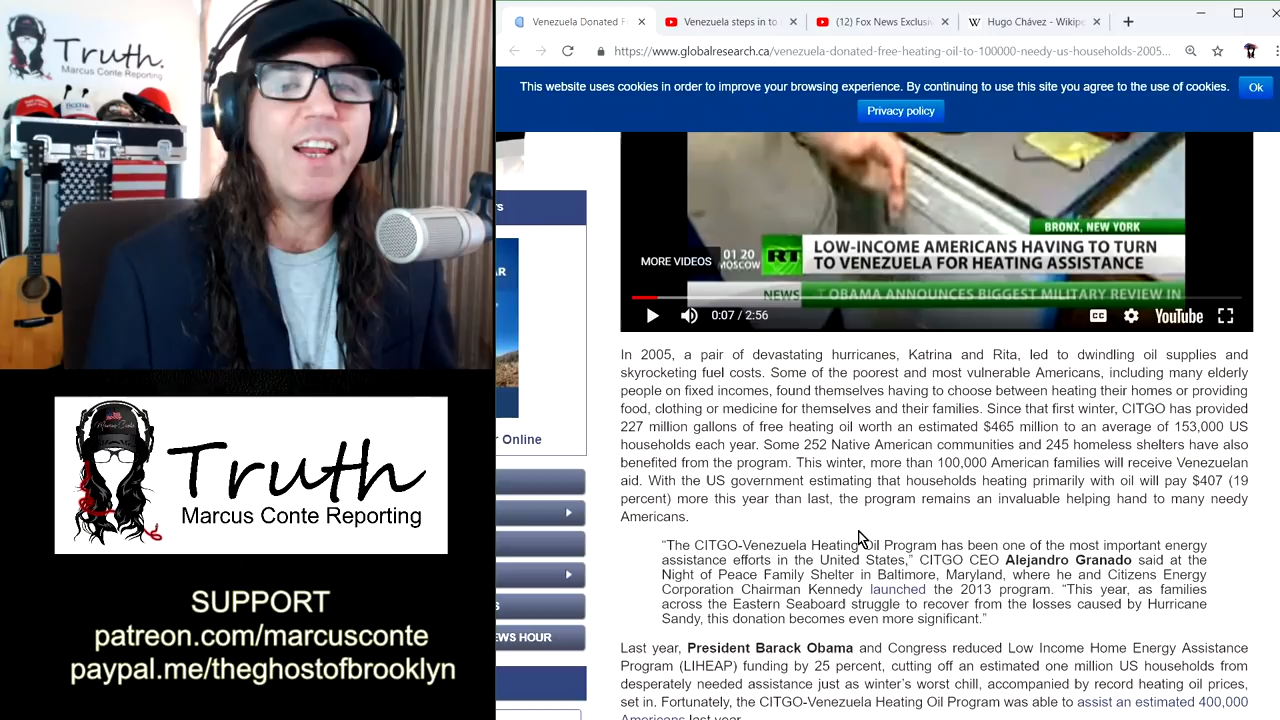 Truth.
Marcus Conte Reporting
Truth
Marcus Conte Reporting
SUPPORT
patreon.com/marcusconte
paypal.me/theghostofbrooklyn
Venezuela Donated F
Venezuela steps in to
(12) Fox News Exclusiv
Hugo Chávez - Wikipe
https://www.globalresearch.ca/venezuela-donated-free-heating-oil-to-100000-needy-us-households-2005...
This website uses cookies in order to improve your browsing experience. By continuing to use this site you agree to the use of cookies.
Ok
Privacy policy
BRONX, NEW YORK
MORE VIDEOS
01:20
MOSCOW
RT
LOW-INCOME AMERICANS HAVING TO TURN
TO VENEZUELA FOR HEATING ASSISTANCE
NEWS
OBAMA ANNOUNCES BIGGEST MILITARY REVIEW IN
0:07 / 2:56
CC
YouTube
In 2005, a pair of devastating hurricanes, Katrina and Rita, led to dwindling oil supplies and
skyrocketing fuel costs. Some of the poorest and most vulnerable Americans, including many elderly
people on fixed incomes, found themselves having to choose between heating their homes or providing
food, clothing or medicine for themselves and their families. Since that first winter, CITGO has provided
227 million gallons of free heating oil worth an estimated $465 million to an average of 153,000 US
households each year. Some 252 Native American communities and 245 homeless shelters have also
benefited from the program. This winter, more than 100,000 American families will receive Venezuelan
aid. With the US government estimating that households heating primarily with oil will pay $407 (19
percent) more this year than last, the program remains an invaluable helping hand to many needy
Americans.
“The CITGO-Venezuela Heating Oil Program has been one of the most important energy
assistance efforts in the United States,” CITGO CEO Alejandro Granado said at the
Night of Peace Family Shelter in Baltimore, Maryland, where he and Citizens Energy
Corporation Chairman Kennedy launched the 2013 program. “This year, as families
across the Eastern Seaboard struggle to recover from the losses caused by Hurricane
Sandy, this donation becomes even more significant.”
Last year, President Barack Obama and Congress reduced Low Income Home Energy Assistance
Program (LIHEAP) funding by 25 percent, cutting off an estimated one million US households from
desperately needed assistance just as winter’s worst chill, accompanied by record heating oil prices,
set in. Fortunately, the CITGO-Venezuela Heating Oil Program was able to assist an estimated 400,000
Americans last year.
Online
EWS HOUR